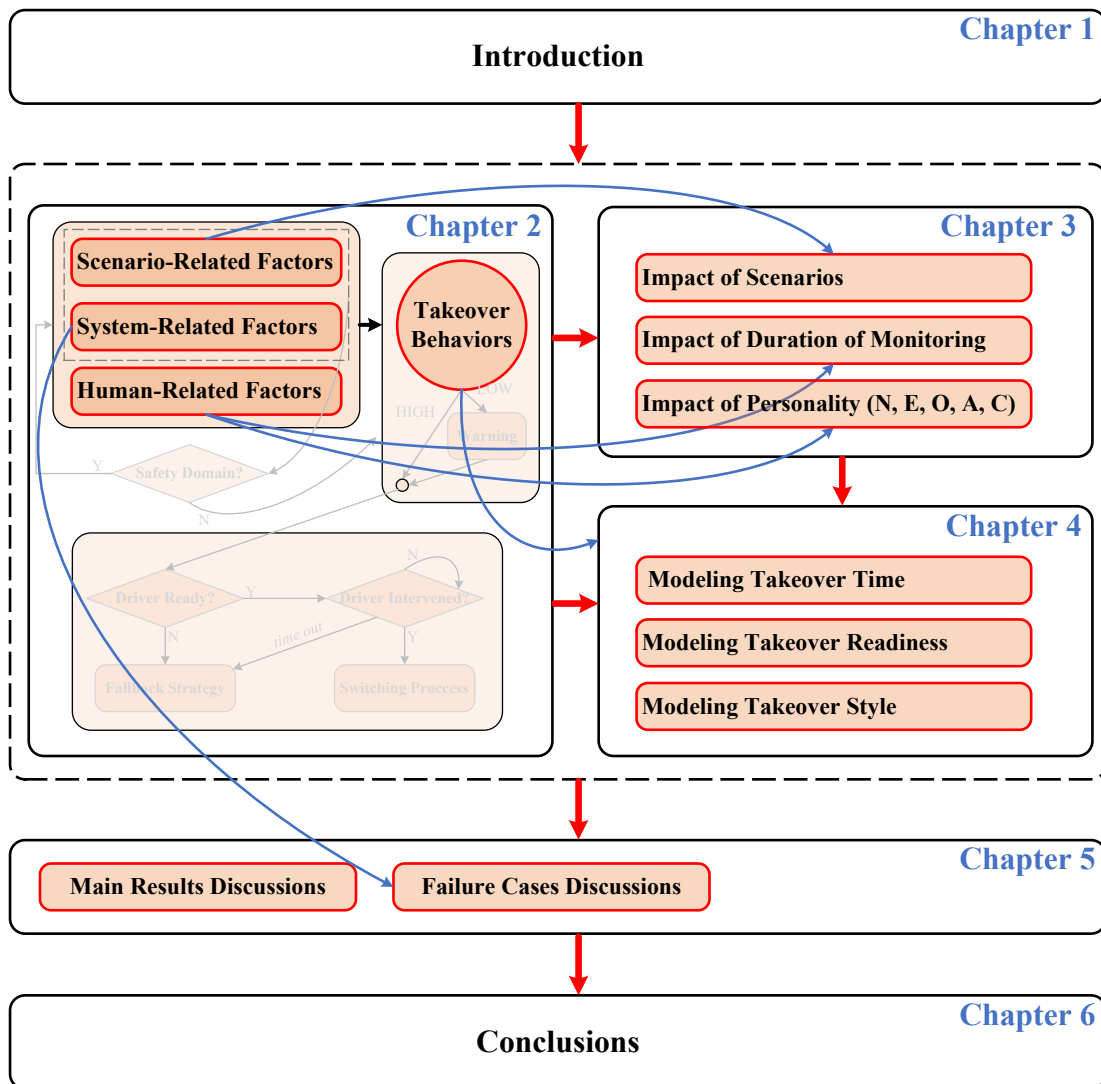 Chapter 1
Introduction
Chapter 2
Scenario-Related Factors
System-Related Factors
Human-Related Factors
Takeover
Behaviors
LOW
HIGH
Warning
Y
Safety Domain?
N
Driver Ready?
Y
N
Driver Intervened?
N
time out
Y
Fallback Strategy
Switching Proccess
Chapter 3
Impact of Scenarios
Impact of Duration of Monitoring
Impact of Personality (N, E, O, A, C)
Chapter 4
Modeling Takeover Time
Modeling Takeover Readiness
Modeling Takeover Style
Chapter 5
Main Results Discussions
Failure Cases Discussions
Chapter 6
Conclusions